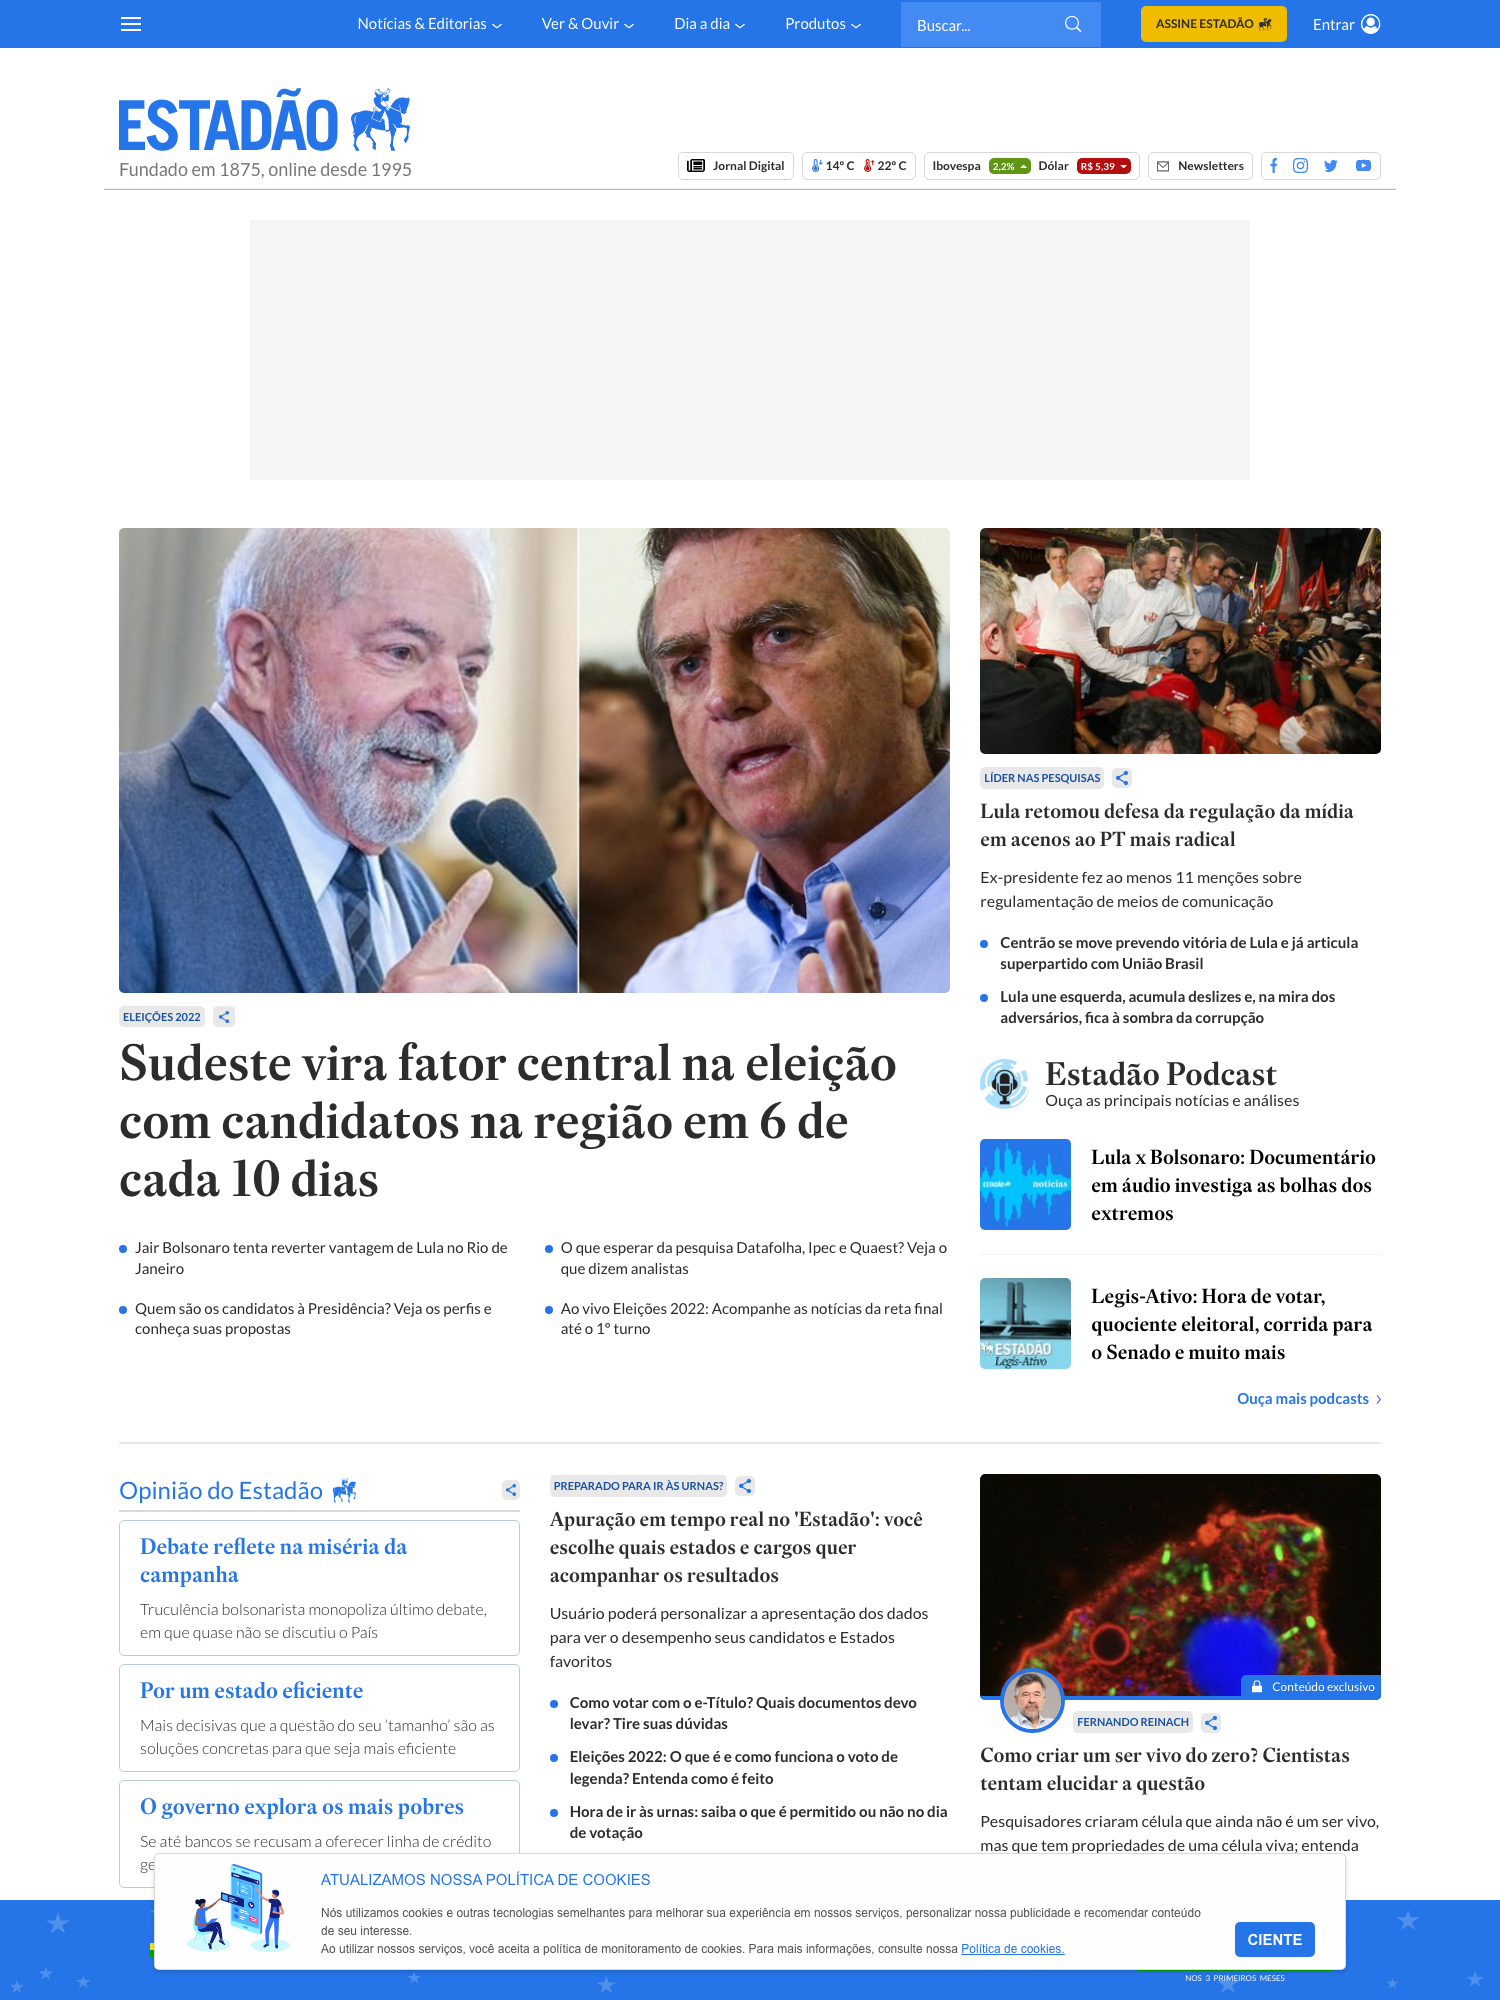 Notícias & Editorias
Ver & Ouvir
Dia a dia
Produtos
Buscar...
ASSINE ESTADÃO
Entrar
ESTADÃO
Fundado em 1875, online desde 1995
Jornal Digital
14º C 22º C
Ibovespa 2,2% Dólar R$ 5,39
Newsletters
ELEIÇÕES 2022
Sudeste vira fator central na eleição
com candidatos na região em 6 de
cada 10 dias
Jair Bolsonaro tenta reverter vantagem de Lula no Rio de
Janeiro
Quem são os candidatos à Presidência? Veja os perfis e
conheça suas propostas
O que esperar da pesquisa Datafolha, Ipec e Quaest? Veja o
que dizem analistas
Ao vivo Eleições 2022: Acompanhe as notícias da reta final
até o 1º turno
LÍDER NAS PESQUISAS
Lula retomou defesa da regulação da mídia
em acenos ao PT mais radical
Ex-presidente fez ao menos 11 menções sobre
regulamentação de meios de comunicação
Centrão se move prevendo vitória de Lula e já articula
superpartido com União Brasil
Lula une esquerda, acumula deslizes e, na mira dos
adversários, fica à sombra da corrupção
Estadão Podcast
Ouça as principais notícias e análises
ESTADÃO notícias
Lula x Bolsonaro: Documentário
em áudio investiga as bolhas dos
extremos
ESTADÃO
Legis-Ativo
Legis-Ativo: Hora de votar,
quociente eleitoral, corrida para
o Senado e muito mais
Ouça mais podcasts
Opinião do Estadão
Debate reflete na miséria da
campanha
Truculência bolsonarista monopoliza último debate,
em que quase não se discutiu o País
Por um estado eficiente
Mais decisivas que a questão do seu ‘tamanho’ são as
soluções concretas para que seja mais eficiente
O governo explora os mais pobres
Se até bancos se recusam a oferecer linha de crédito
ge
PREPARADO PARA IR ÀS URNAS?
Apuração em tempo real no 'Estadão': você
escolhe quais estados e cargos quer
acompanhar os resultados
Usuário poderá personalizar a apresentação dos dados
para ver o desempenho seus candidatos e Estados
favoritos
Como votar com o e-Título? Quais documentos devo
levar? Tire suas dúvidas
Eleições 2022: O que é e como funciona o voto de
legenda? Entenda como é feito
Hora de ir às urnas: saiba o que é permitido ou não no dia
de votação
Conteúdo exclusivo
FERNANDO REINACH
Como criar um ser vivo do zero? Cientistas
tentam elucidar a questão
Pesquisadores criaram célula que ainda não é um ser vivo,
mas que tem propriedades de uma célula viva; entenda
ATUALIZAMOS NOSSA POLÍTICA DE COOKIES
Nós utilizamos cookies e outras tecnologias semelhantes para melhorar sua experiência em nossos serviços, personalizar nossa publicidade e recomendar conteúdo
de seu interesse.
Ao utilizar nossos serviços, você aceita a política de monitoramento de cookies. Para mais informações, consulte nossa Política de cookies.
CIENTE
NOS 3 PRIMEIROS MESES